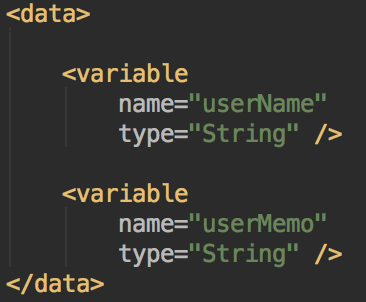 <data>
<variable
name="userName"
type="String" />
<variable
name="userMemo"
type="String" />
</data>